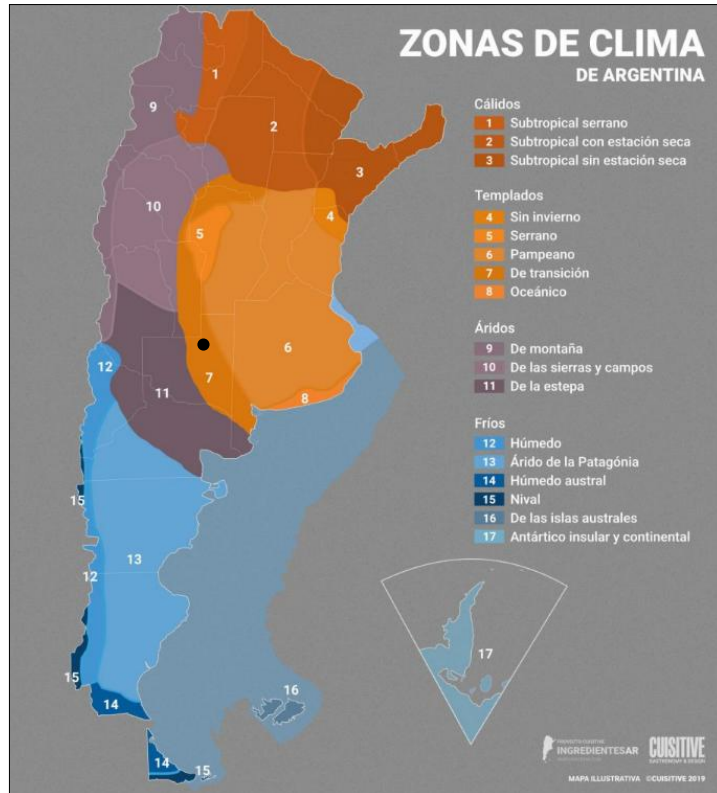 ZONAS DE CLIMA
DE ARGENTINA
Cálidos
1 Subtropical serrano
2 Subtropical con estación seca
3 Subtropical sin estación seca
Templados
4 Sin invierno
5 Serrano
6 Pampeano
7 De transición
8 Oceánico
Áridos
9 De montaña
10 De las sierras y campos
11 De la estepa
Fríos
12 Húmedo
13 Árido de la Patagónia
14 Húmedo austral
15 Nival
16 De las islas australes
17 Antártico insular y continental
1
9
2
3
10
4
5
6
12
7
11
8
15
13
12
17
15
16
14
14
15
INGREDIENTESAR
CUISITIVE
GASTRONOMY & DESIGN
MAPA ILLUSTRATIVA ©CUISITIVE 2019